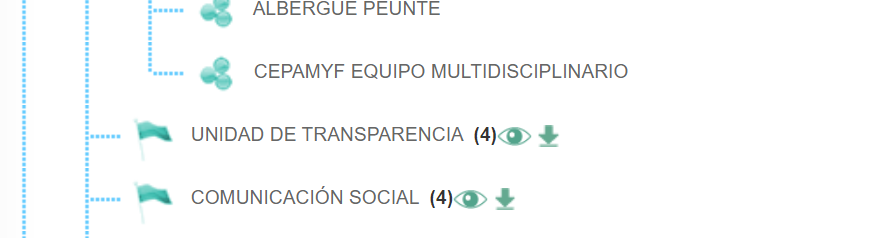 ALBERGUE PEUNTE
CEPAMYF EQUIPO MULTIDISCIPLINARIO
UNIDAD DE TRANSPARENCIA (4)
COMUNICACIÓN SOCIAL (4)